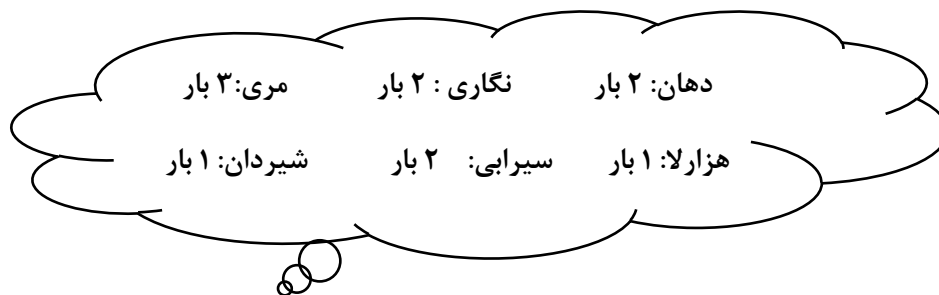 دهان: ۲ بار نگاری : ۲ بار مری:۳ بار
هزارلا: ۱ بار سیرابی: ۲ بار شیردان: ۱ بار